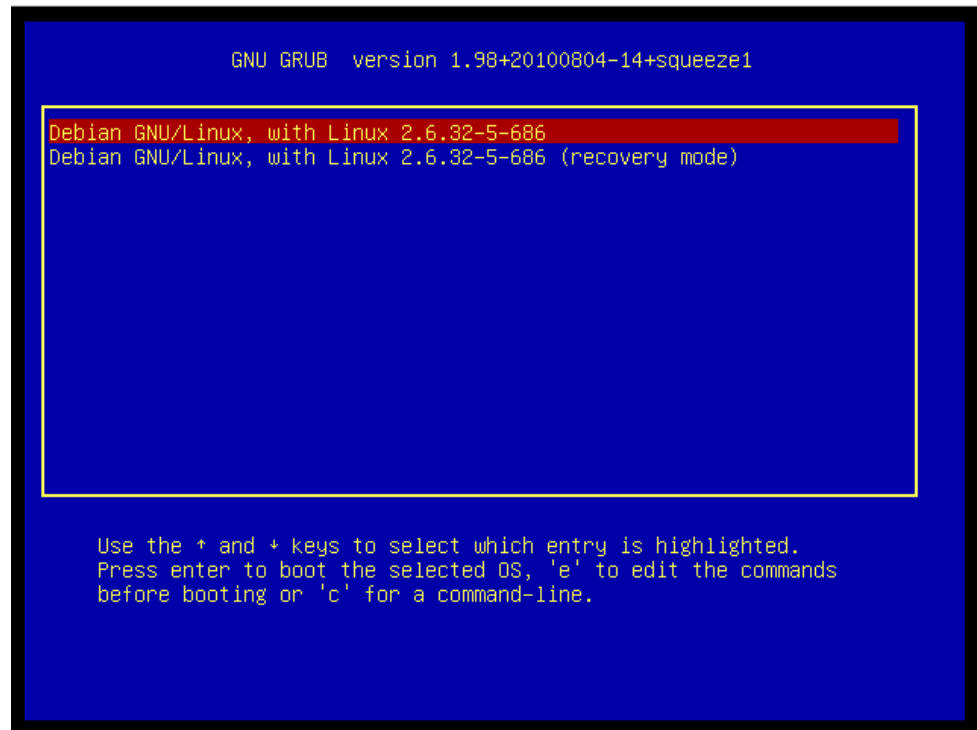 GNU GRUB  version 1.98+20100804-14+squeeze1
Debian GNU/Linux, with Linux 2.6.32-5-686
Debian GNU/Linux, with Linux 2.6.32-5-686 (recovery mode)
Use the ↑ and ↓ keys to select which entry is highlighted.
Press enter to boot the selected OS, 'e' to edit the commands
before booting or 'c' for a command-line.